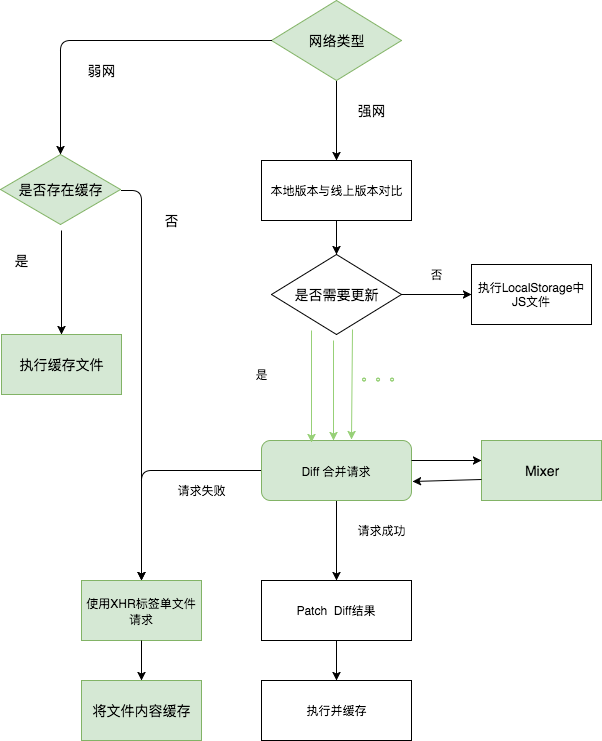 网络类型
弱网
强网
是否存在缓存
本地版本与线上版本对比
否
是
是否需要更新
否
执行LocalStorage中
JS文件
执行缓存文件
是
Diff 合并请求
Mixer
请求失败
请求成功
使用XHR标签单文件
请求
Patch Diff结果
将文件内容缓存
执行并缓存